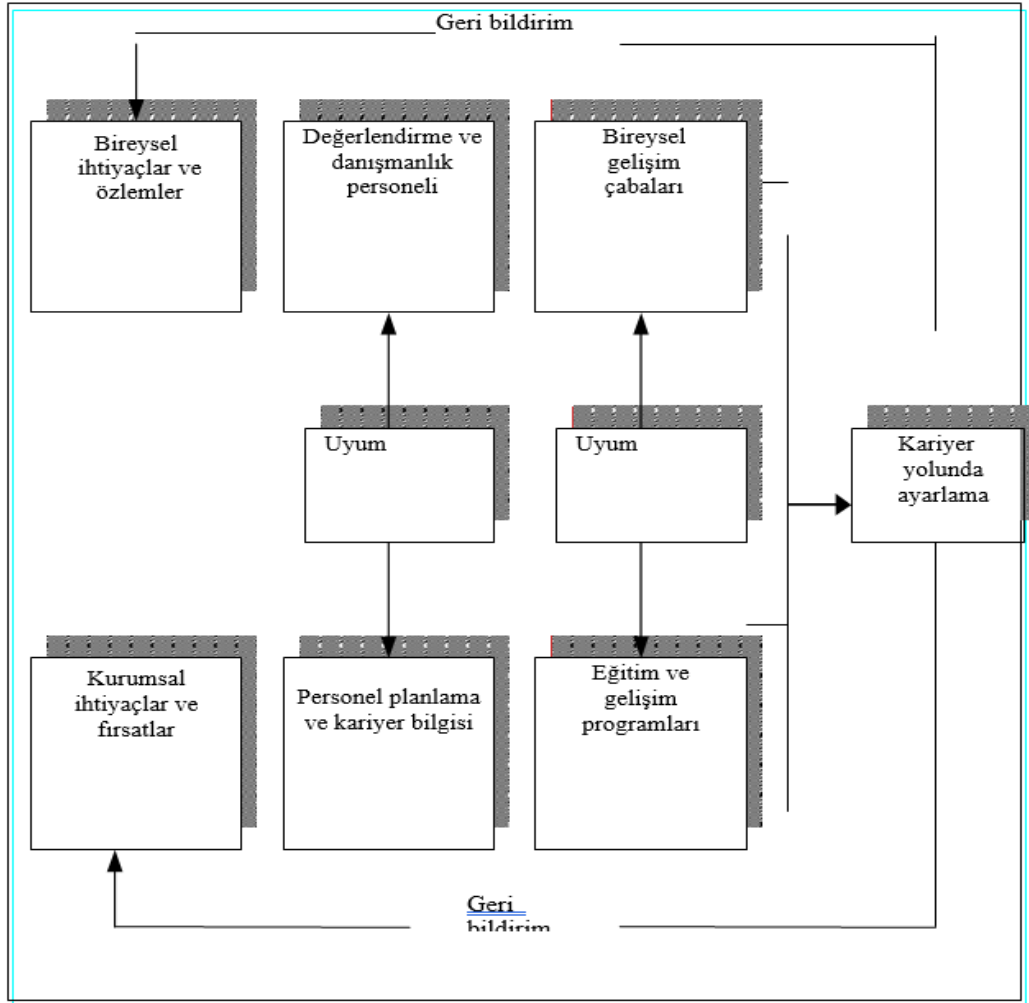 Geri bildirim
Bireysel
ihtiyaçlar ve
özlemler
Değerlendirme ve
danışmanlık
personeli
Bireysel
gelişim
çabaları
Uyum
Uyum
Kariyer
yolunda
ayarlama
Kurumsal
ihtiyaçlar ve
fırsatlar
Personel planlama
ve kariyer bilgisi
Eğitim ve
gelişim
programları
Geri
bildirim